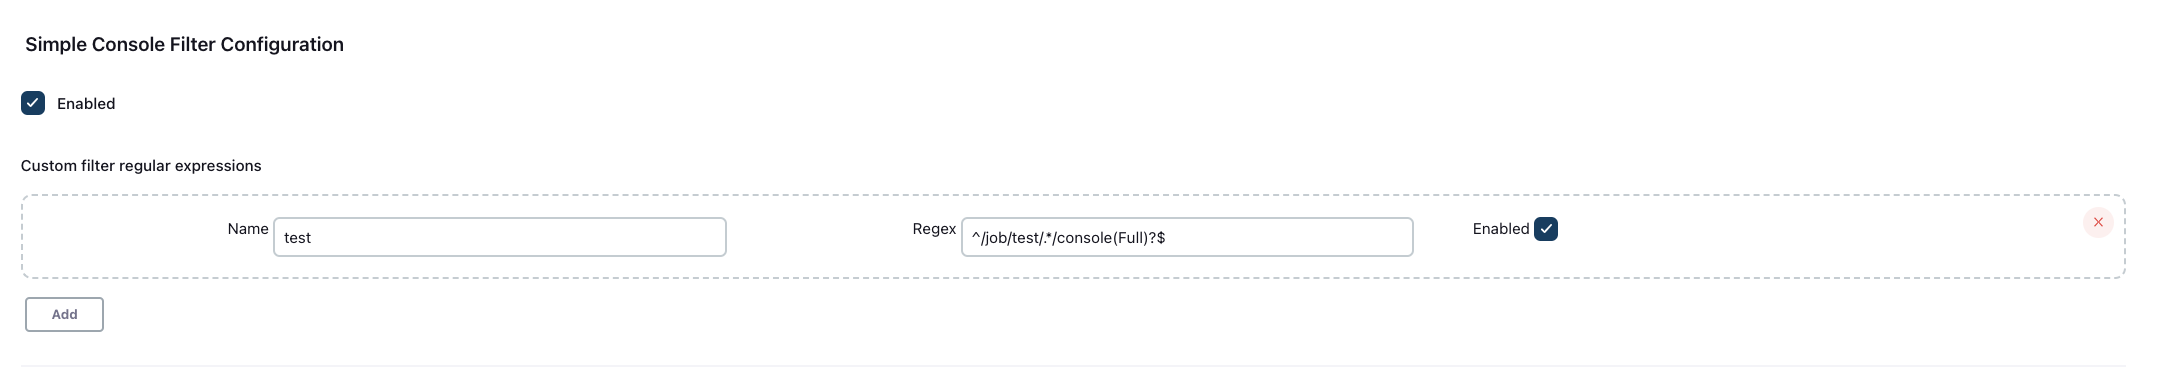 Simple Console Filter Configuration
Enabled
Custom filter regular expressions
Name test Regex ^/job/test/.*/console(Full)?$ Enabled
Add